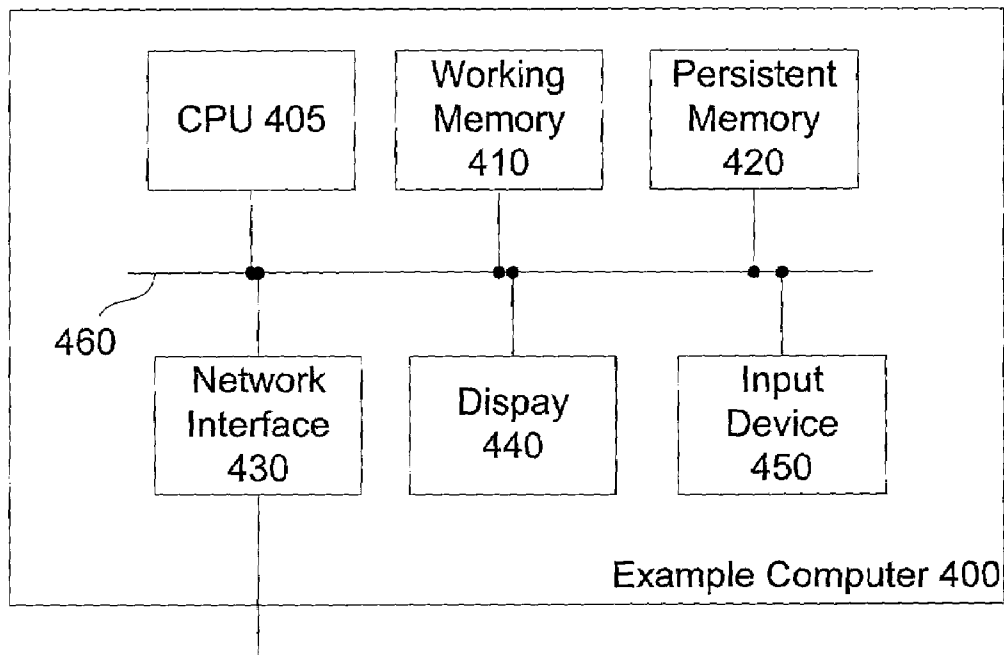 CPU 405
Working
Memory
410
Persistent
Memory
420
460
Network
Interface
430
Dispay
440
Input
Device
450
Example Computer 400